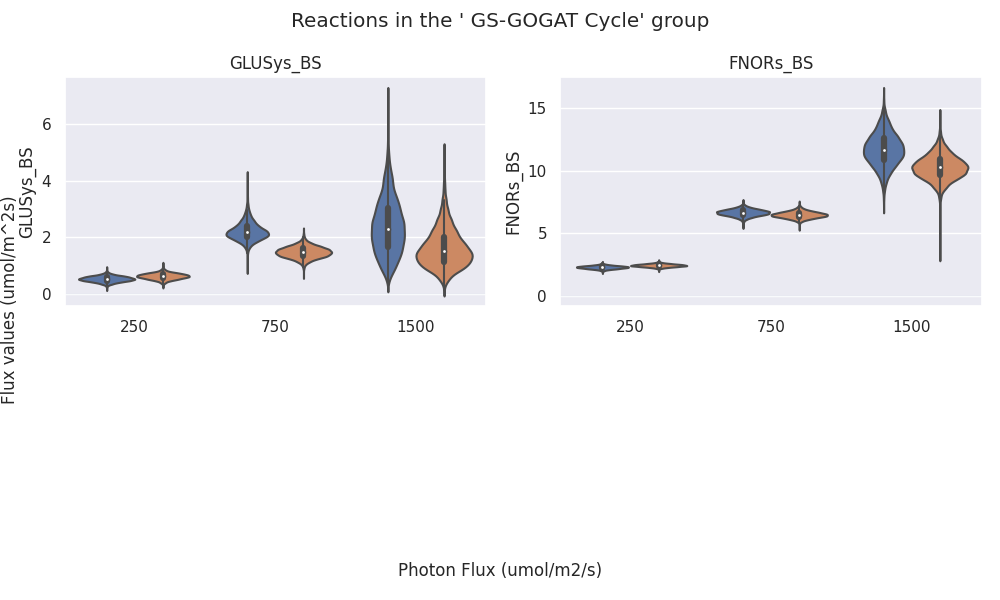 Reactions in the ' GS-GOGAT Cycle' group
GLUSys_BS
FNORs_BS
Flux values (umol/m^2s)
GLUSys_BS
6
4
2
0
250
750
1500
FNORs_BS
15
10
5
0
250
750
1500
Photon Flux (umol/m2/s)